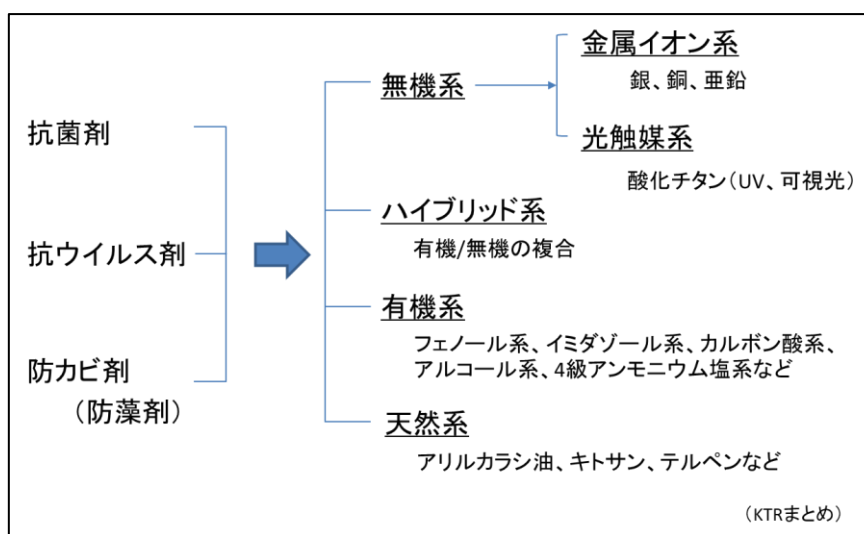 抗菌剤
抗ウイルス剤
防カビ剤
（防藻剤）
無機系
金属イオン系
銀、銅、亜鉛
光触媒系
酸化チタン（UV、可視光）
ハイブリッド系
有機/無機の複合
有機系
フェノール系、イミダゾール系、カルボン酸系、
アルコール系、4級アンモニウム塩系など
天然系
アリルカラシ油、キトサン、テルペンなど
（KTRまとめ）